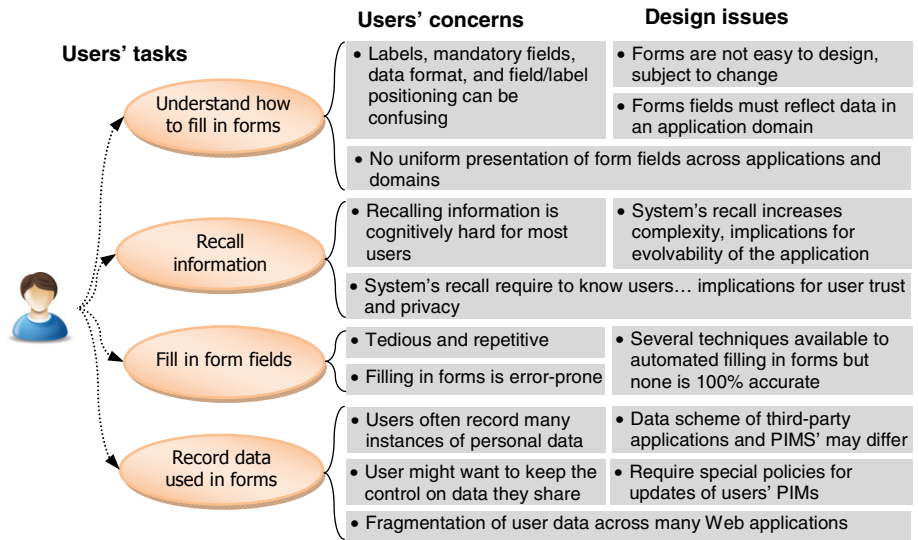 Users' concerns
Design issues
Users' tasks
Understand how
to fill in forms
• Labels, mandatory fields,
data format, and field/label
positioning can be
confusing
• Forms are not easy to design,
subject to change
• Forms fields must reflect data in
an application domain
• No uniform presentation of form fields across applications and
domains
Recall
information
• Recalling information is
cognitively hard for most
users
• System's recall increases
complexity, implications for
evolvability of the application
• System's recall require to know users… implications for user trust
and privacy
Fill in form fields
• Tedious and repetitive
• Filling in forms is error-prone
• Several techniques available to
automated filling in forms but
none is 100% accurate
Record data
used in forms
• Users often record many
instances of personal data
• Data scheme of third-party
applications and PIMS' may differ
• User might want to keep the
control on data they share
• Require special policies for
updates of users' PIMs
• Fragmentation of user data across many Web applications